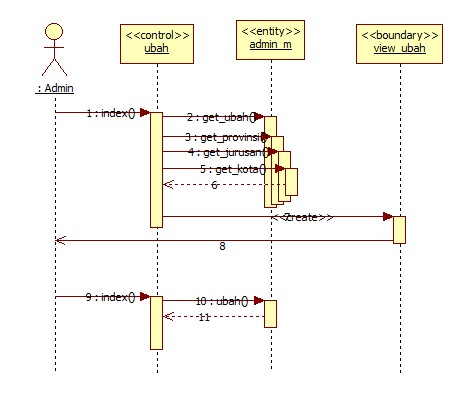 <<control>>
ubah
<<entity>>
admin_m
<<boundary>>
view_ubah
: Admin
1 : index()
2 : get_ubah()
3 : get_provinsi()
4 : get_jurusan()
5 : get_kota()
6
7
<<create>>
8
9 : index()
10 : ubah()
11